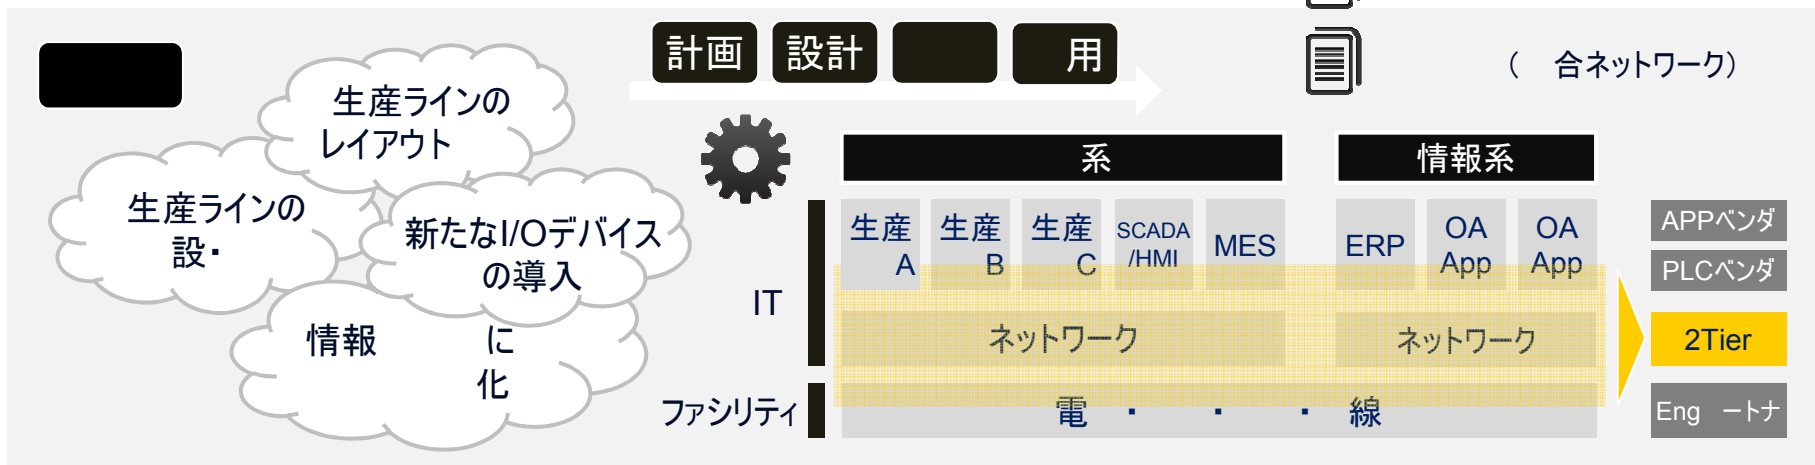 計画 設計 用
( 合ネットワーク)
生産ラインの
レイアウト
生産ラインの
設・
新たなI/Oデバイス
の導入
情報 に
化
系
情報系
IT
生産
A
生産
B
生産
C
SCADA
/HMI
MES
ERP
OA
App
OA
App
ネットワーク
ネットワーク
ファシリティ
電 ・ ・ ・ 線
APPベンダ
PLCベンダ
2Tier
Eng ートナ